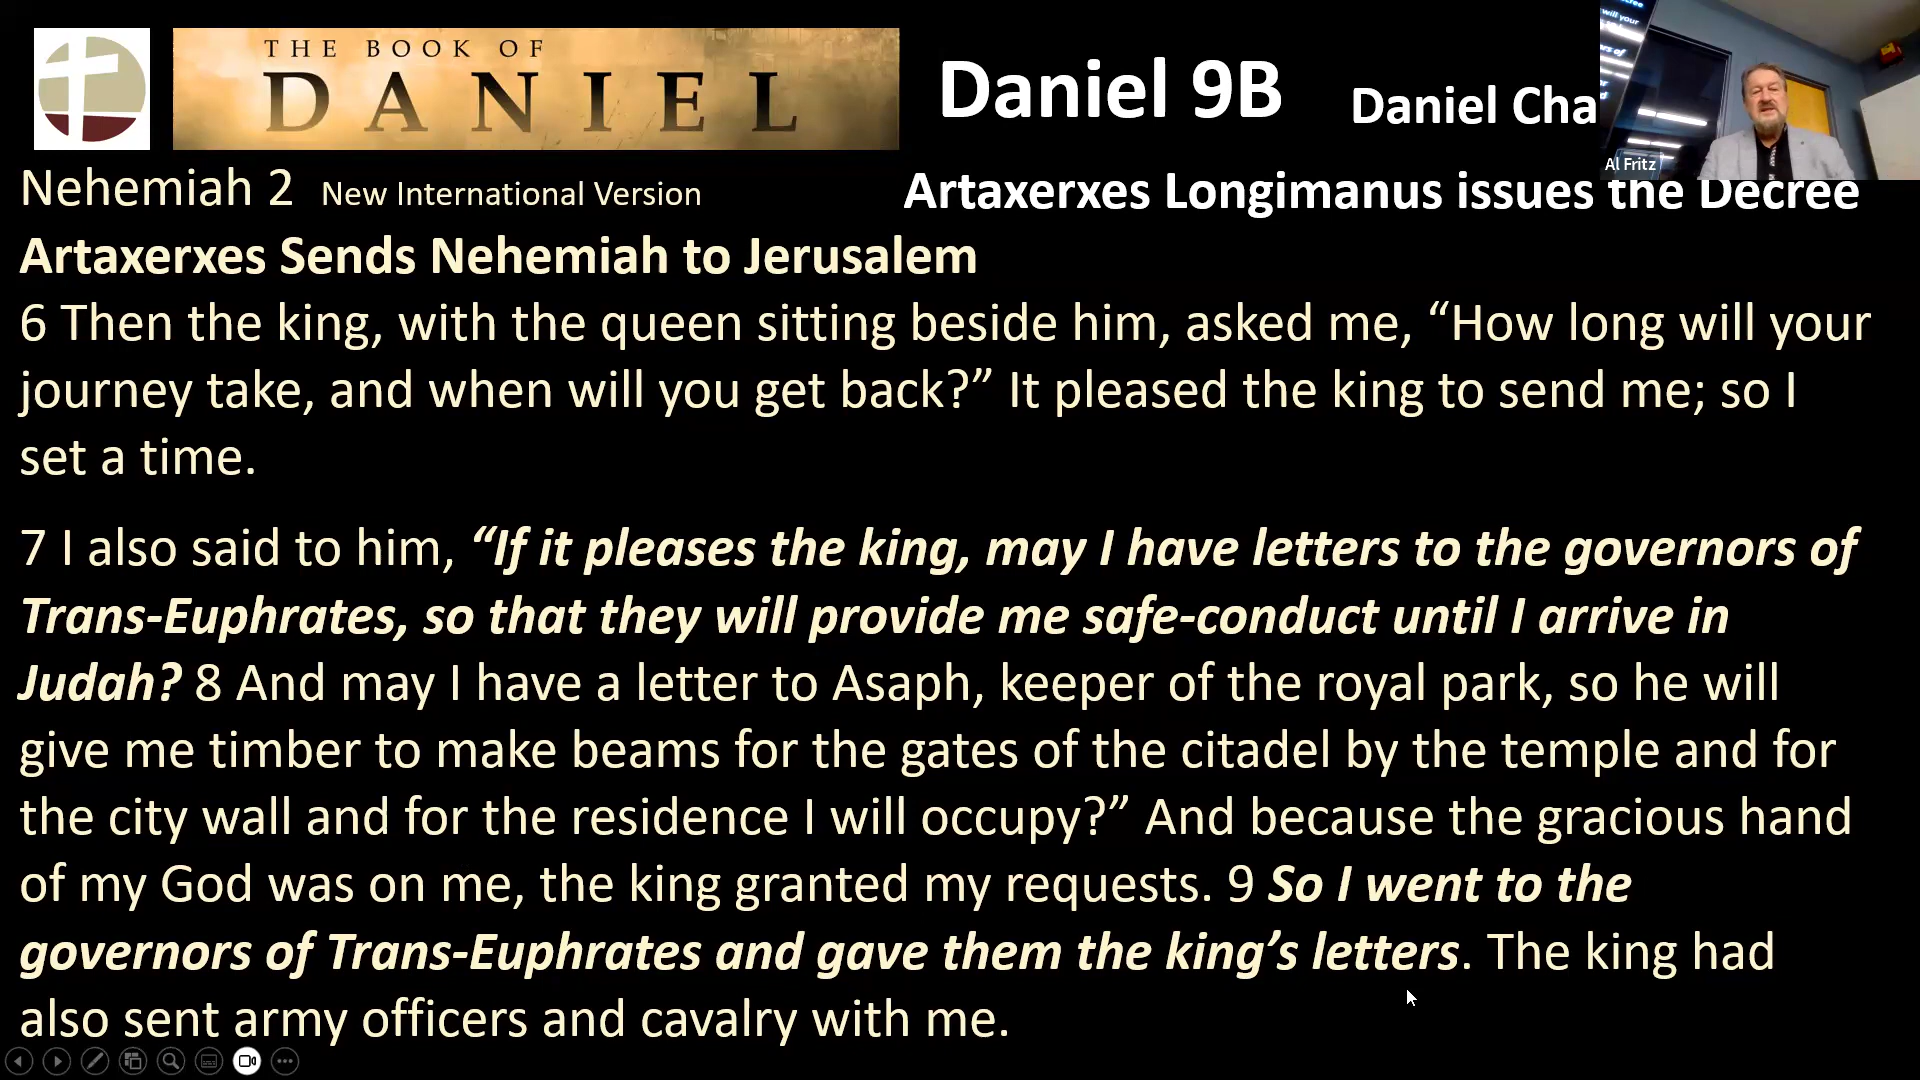 THE BOOK OF
DANIEL
Daniel 9B
Daniel Cha
Al Fritz
Nehemiah 2 New International Version
Artaxerxes Longimanus issues the Decree
Artaxerxes Sends Nehemiah to Jerusalem
6 Then the king, with the queen sitting beside him, asked me, “How long will your
journey take, and when will you get back?” It pleased the king to send me; so I
set a time.
7 I also said to him, “If it pleases the king, may I have letters to the governors of
Trans-Euphrates, so that they will provide me safe-conduct until I arrive in
Judah? 8 And may I have a letter to Asaph, keeper of the royal park, so he will
give me timber to make beams for the gates of the citadel by the temple and for
the city wall and for the residence I will occupy?” And because the gracious hand
of my God was on me, the king granted my requests. 9 So I went to the
governors of Trans-Euphrates and gave them the king’s letters. The king had
also sent army officers and cavalry with me.